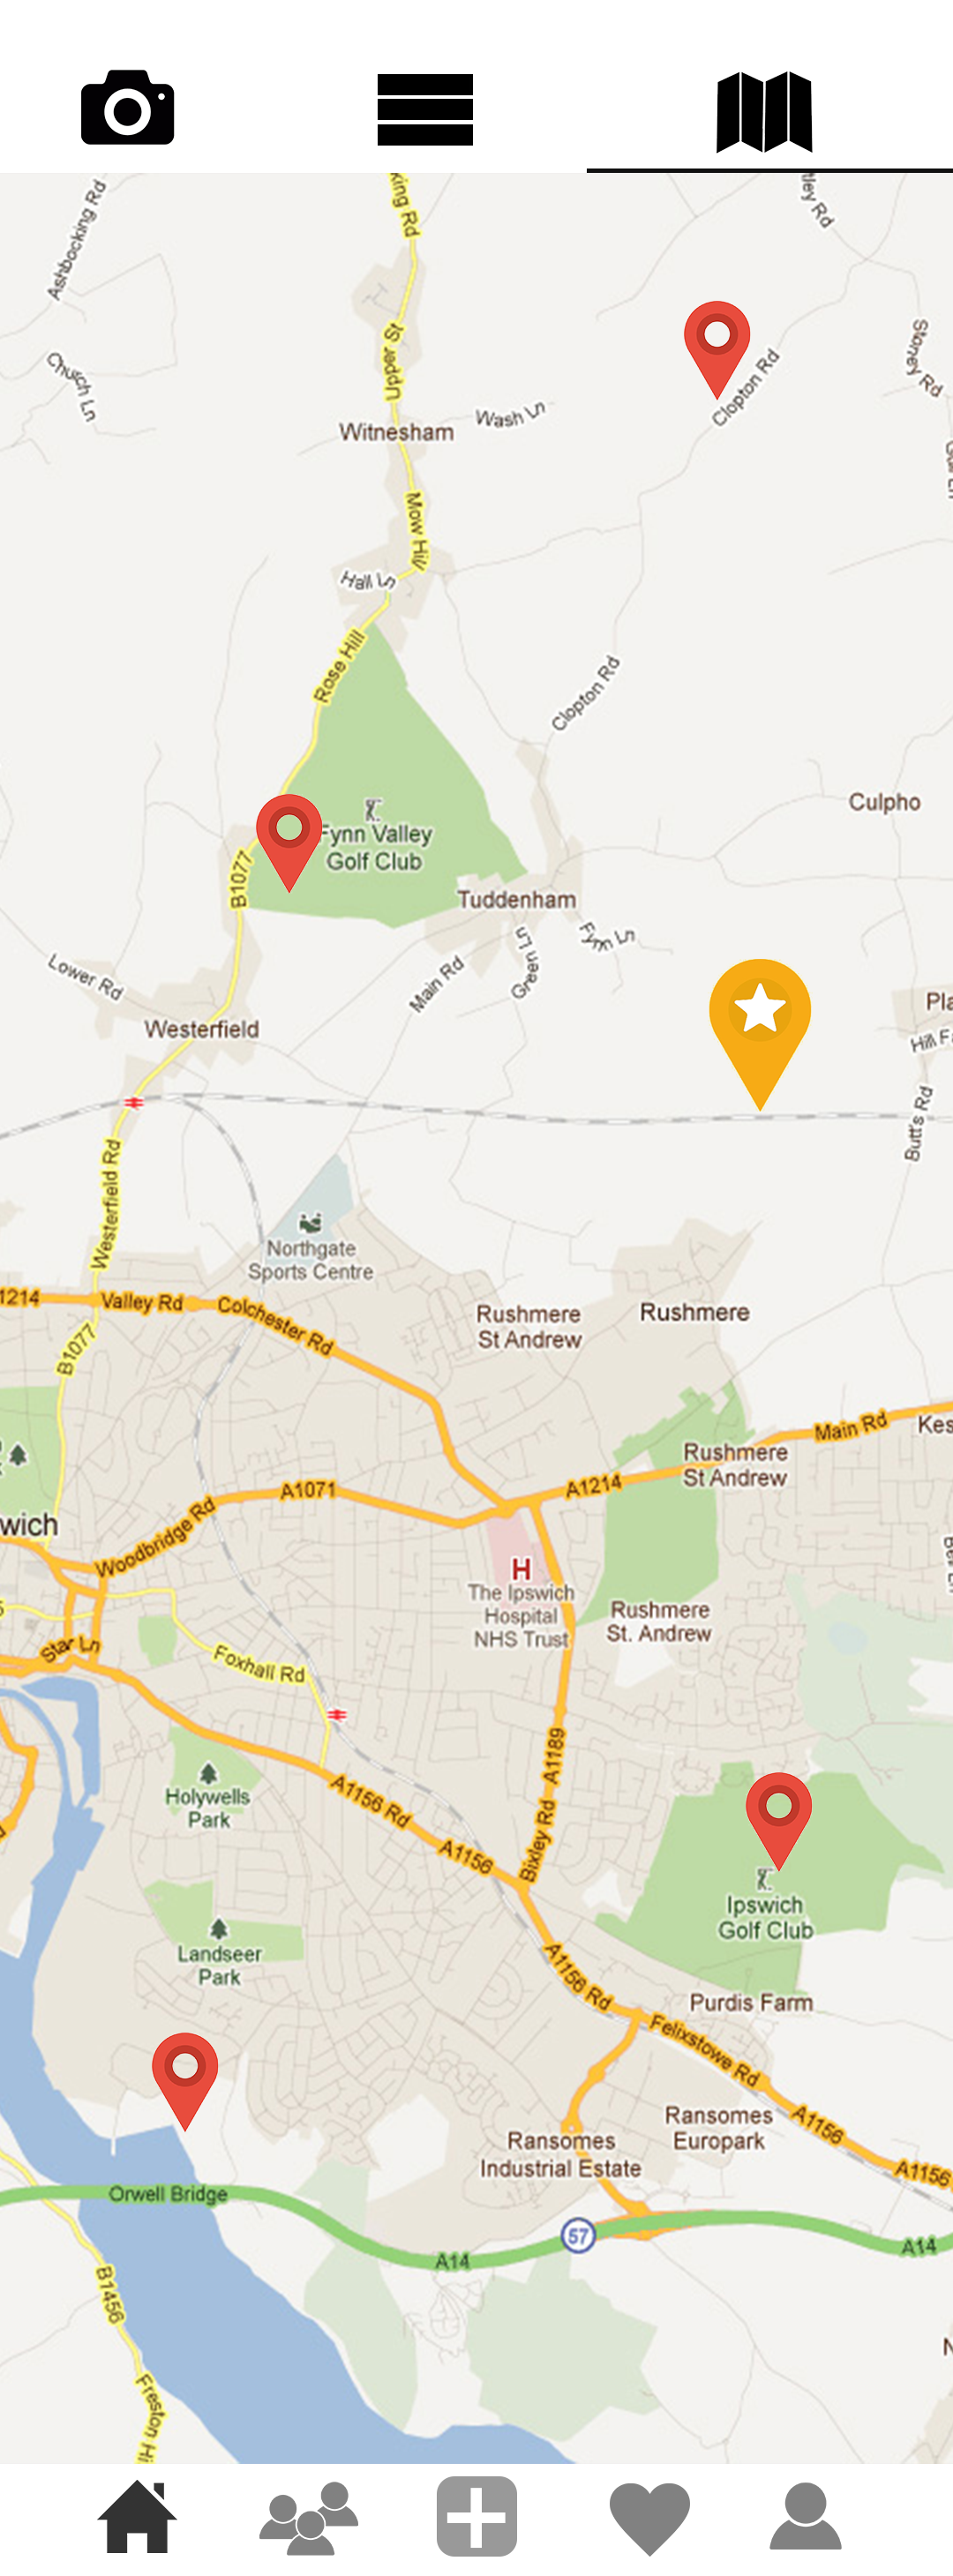 Ashbocking Rd
king Rd
tley Rd
Church Ln
Upper St
Stoney Rd
Clopton Rd
Wash Ln
Witnesham
Mow Hill
Hall Ln
Rose Hill
Clopton Rd
Culpho
Fynn Valley
Golf Club
B1077
Tuddenham
Fynn Ln
Green Ln
Main Rd
Lower Rd
Westerfield
Pla
Hill Fa
Butt's Rd
Westerfield Rd
Northgate
Sports Centre
1214
Valley Rd
Colchester Rd
Rushmere
St Andrew
Rushmere
B1077
Main Rd
Kes
Rushmere
St Andrew
A1214
A1071
Woodbridge Rd
wich
H
The Ipswich
Hospital
NHS Trust
Rushmere
St. Andrew
Star Ln
Foxhall Rd
A1189
Bixley Rd
Holywells
Park
A1156 Rd
A1156
Ipswich
Golf Club
Landseer
Park
A1156 Rd
Purdis Farm
Felixstowe Rd
Ransomes
Europark
A1156
Ransomes
Industrial Estate
A1156
Orwell Bridge
57
A14
A14
B1456
N
Freston Hi